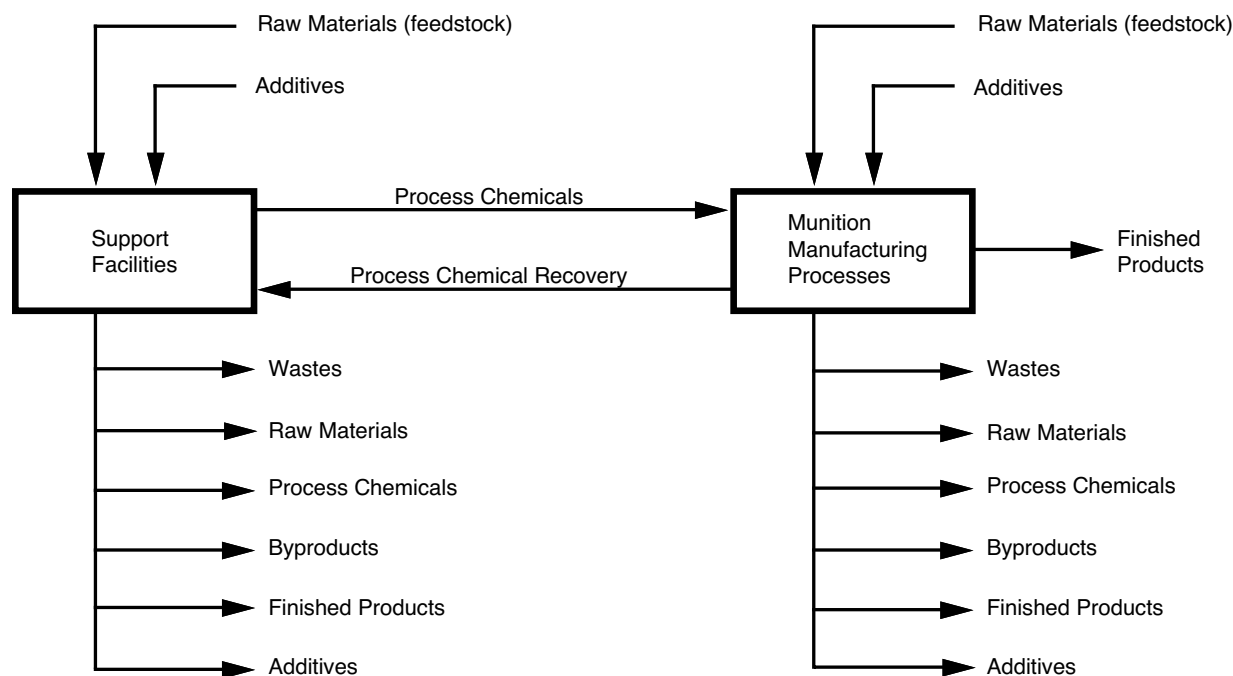 Raw Materials (feedstock)
Raw Materials (feedstock)
Additives
Additives
Process Chemicals
Support
Facilities
Munition
Manufacturing
Processes
Finished
Products
Process Chemical Recovery
Wastes
Wastes
Raw Materials
Raw Materials
Process Chemicals
Process Chemicals
Byproducts
Byproducts
Finished Products
Finished Products
Additives
Additives